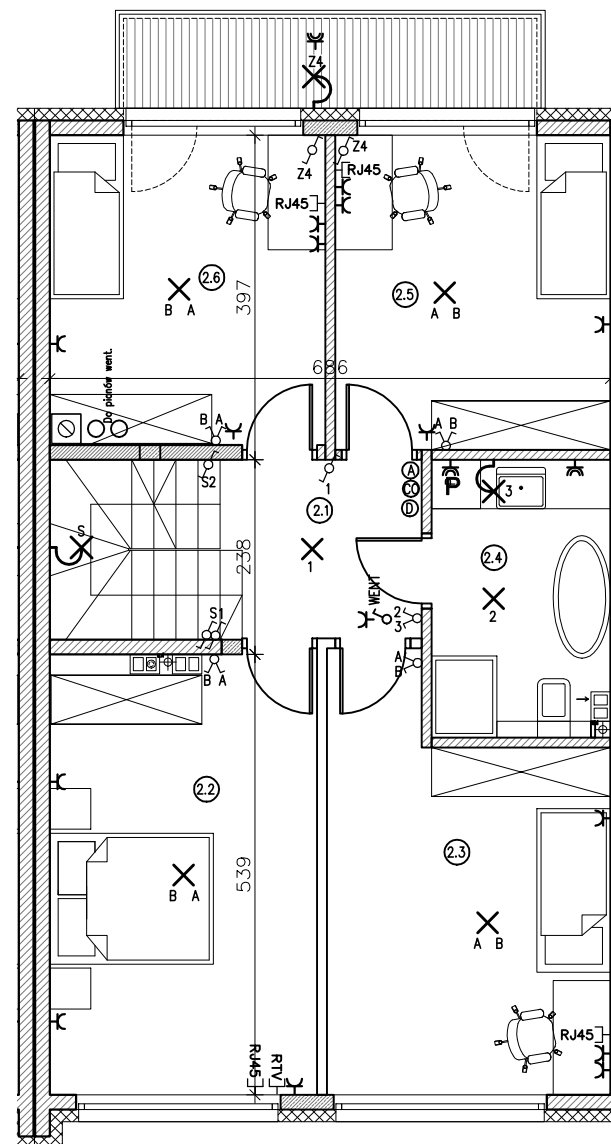 Z4
Z4
Z4
RJ45
RJ45
2.6
2.5
B A
A B
397
686
Do pionów went.
B A
A B
S2
1
A
CO
D
P
3
2.1
S
1
238
2.4
2
WENT
2
3
S1
B A
A
B
2.2
2.3
B A
539
A B
RJ45
RJ45
RTV